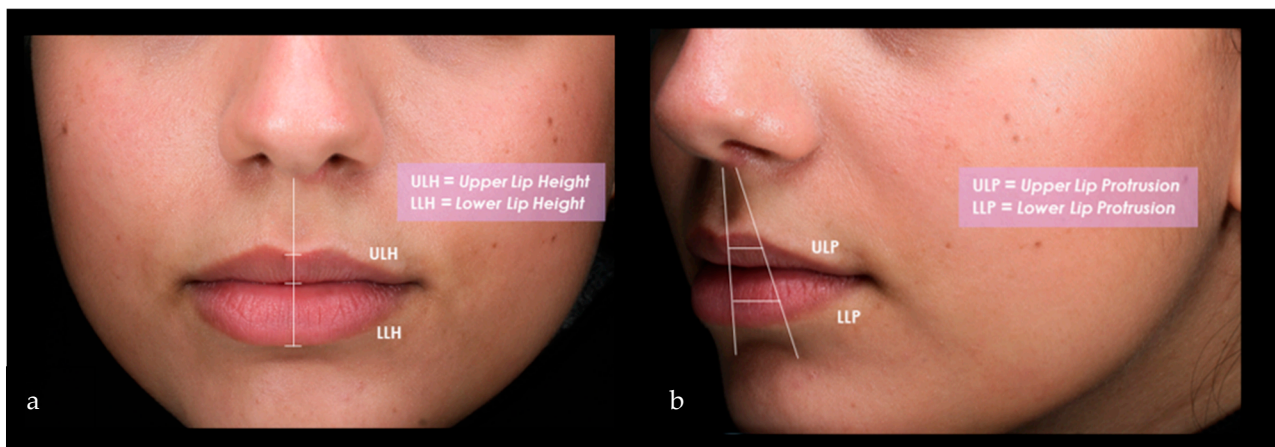 ULH = Upper Lip Height
LLH = Lower Lip Height
ULH
LLH
a
ULP = Upper Lip Protrusion
LLP = Lower Lip Protrusion
ULP
LLP
b